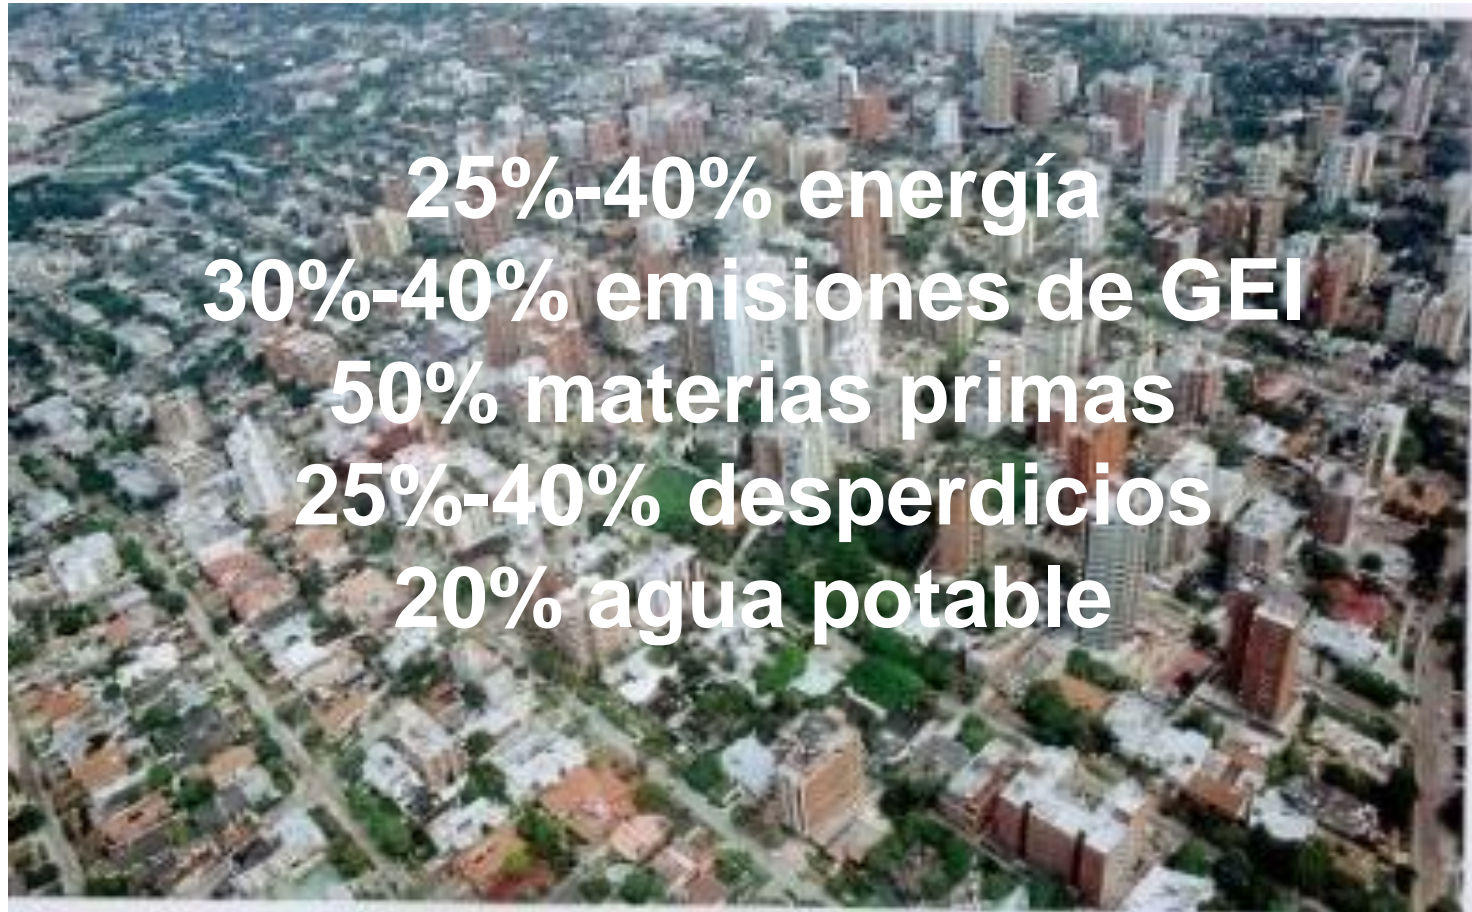 25%-40% energía
30%-40% emisiones de GEI
50% materias primas
25%-40% desperdicios
20% agua potable